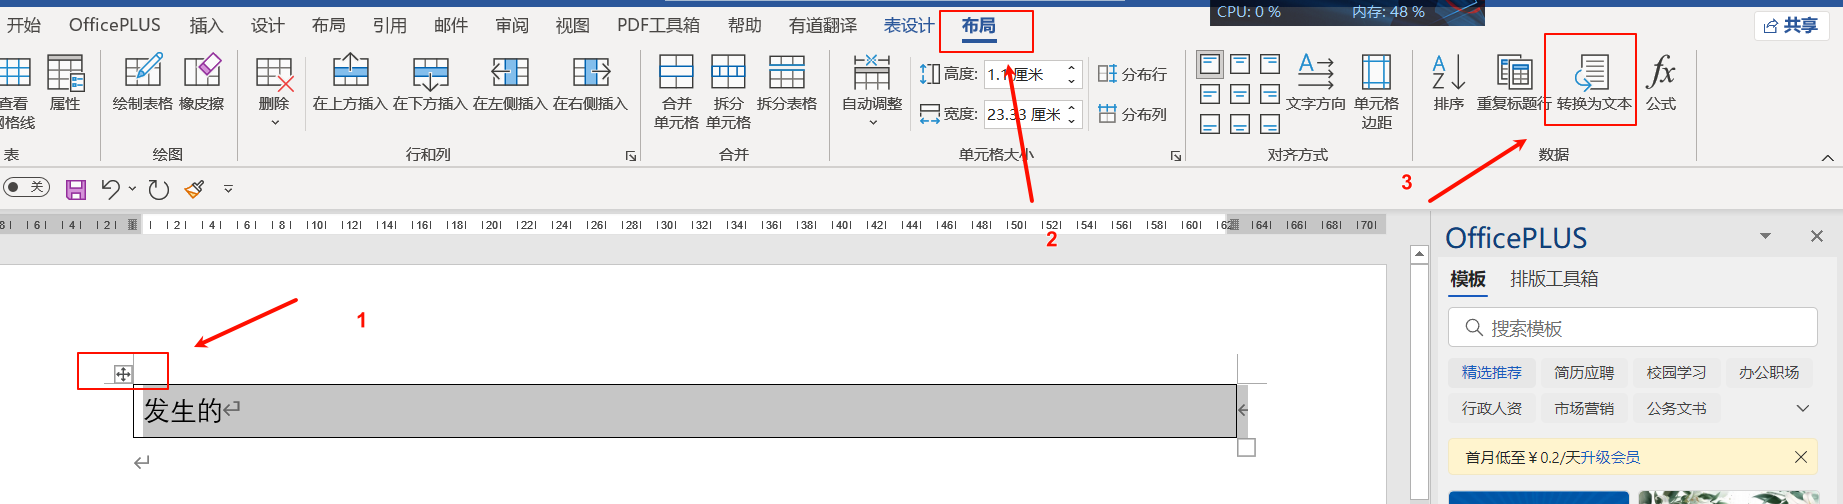 CPU: 0 %
内存: 48 %
开始 OfficePLUS 插入 设计 布局 引用 邮件 审阅 视图 PDF工具箱 帮助 有道翻译 表设计 布局
共享
查看
网格线
属性
绘制表格 橡皮擦
删除
在上方插入 在下方插入 在左侧插入 在右侧插入
合并
单元格
拆分
单元格
拆分表格
自动调整
高度:
1.1 厘米
宽度: 23.33 厘米
分布行
分布列
文字方向
单元格
边距
排序 重复标题行 转换为文本 公式
fx
表
绘图
行和列
合并
单元格大小
对齐方式
数据
关
3
8 6 4 2 2 4 6 8 10 12 14 16 18 20 22 24 26 28 30 32 34 36 38 40 42 44 46 48 50 52 54 56 58 60 62 64 66 68 70
2
1
发生的
OfficePLUS
模板 排版工具箱
搜索模板
精选推荐 简历应聘 校园学习 办公职场
行政人资 市场营销 公务文书
首月低至￥0.2/天升级会员